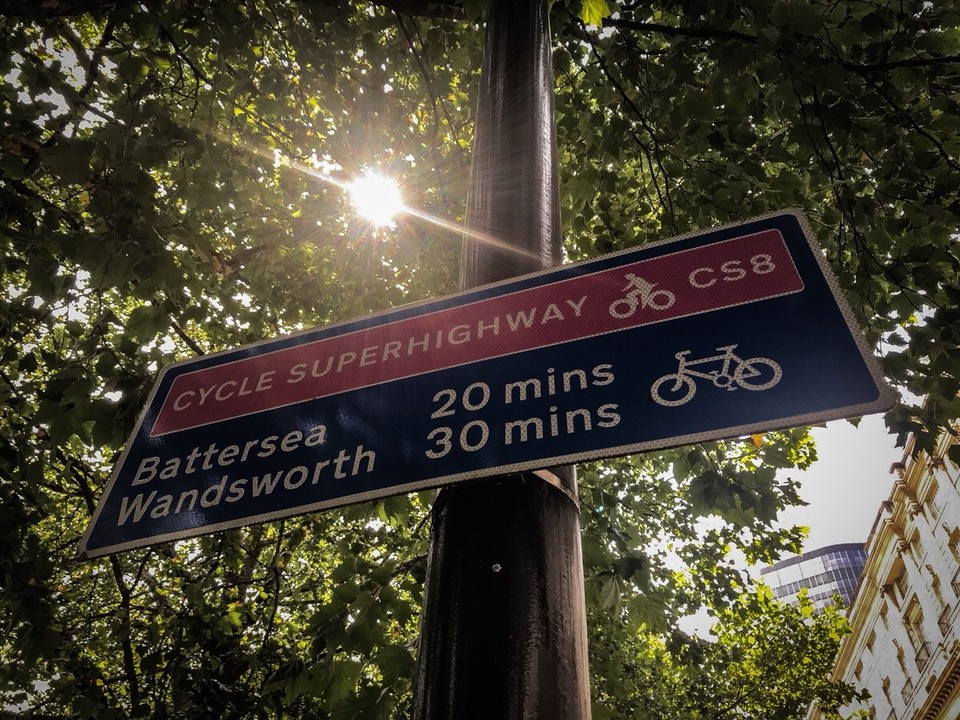 CYCLE SUPERHIGHWAY CS8
Battersea 20 mins
Wandsworth 30 mins